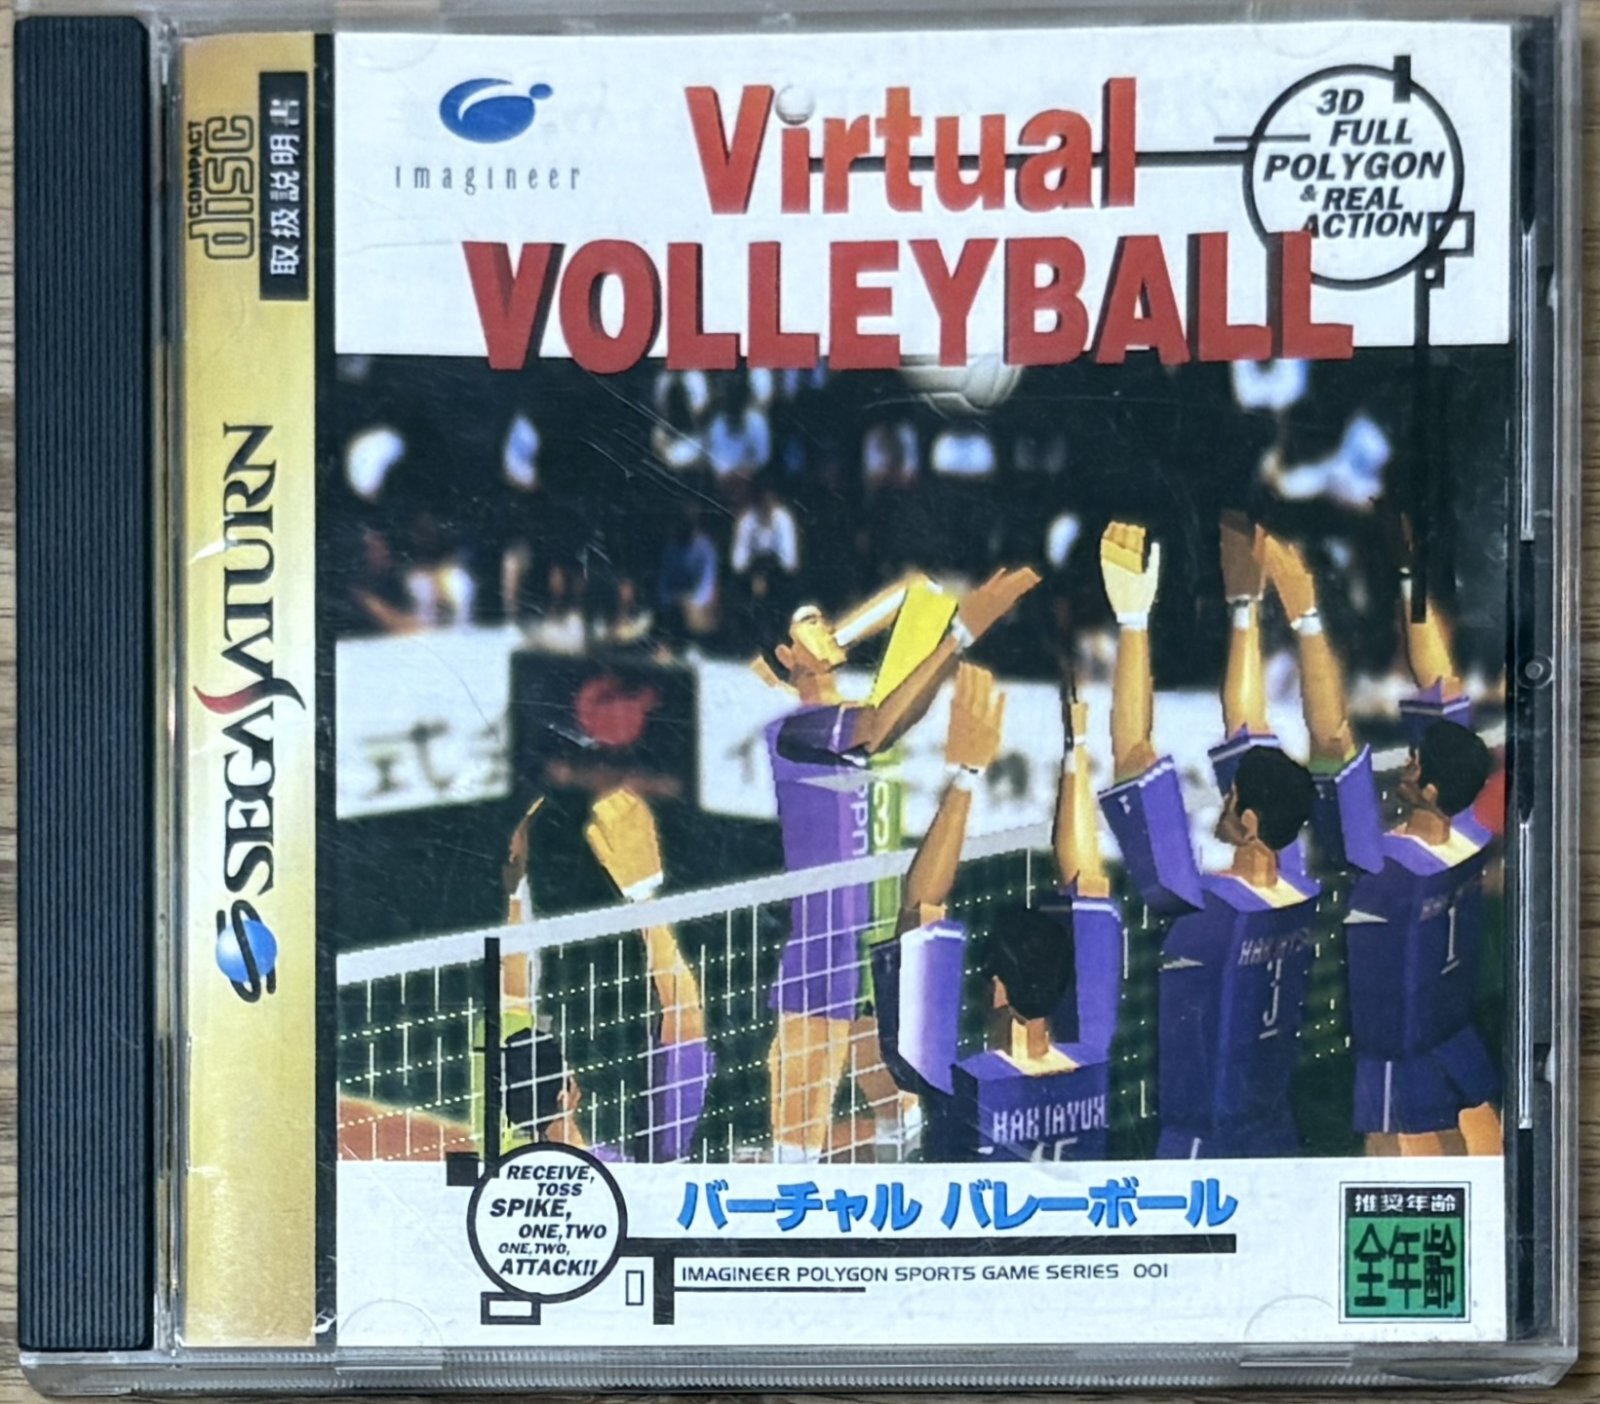 COMPACT
disc
取扱説明書
SEGA SATURN
imagineer
Virtual
VOLLEYBALL
3D
FULL
POLYGON
& REAL
ACTION
RECEIVE,
TOSS
SPIKE,
ONE,TWO
ONE,TWO,
ATTACK!!
バーチャル バレーボール
IMAGINEER POLYGON SPORTS GAME SERIES 001
推奨年齢
全年齢